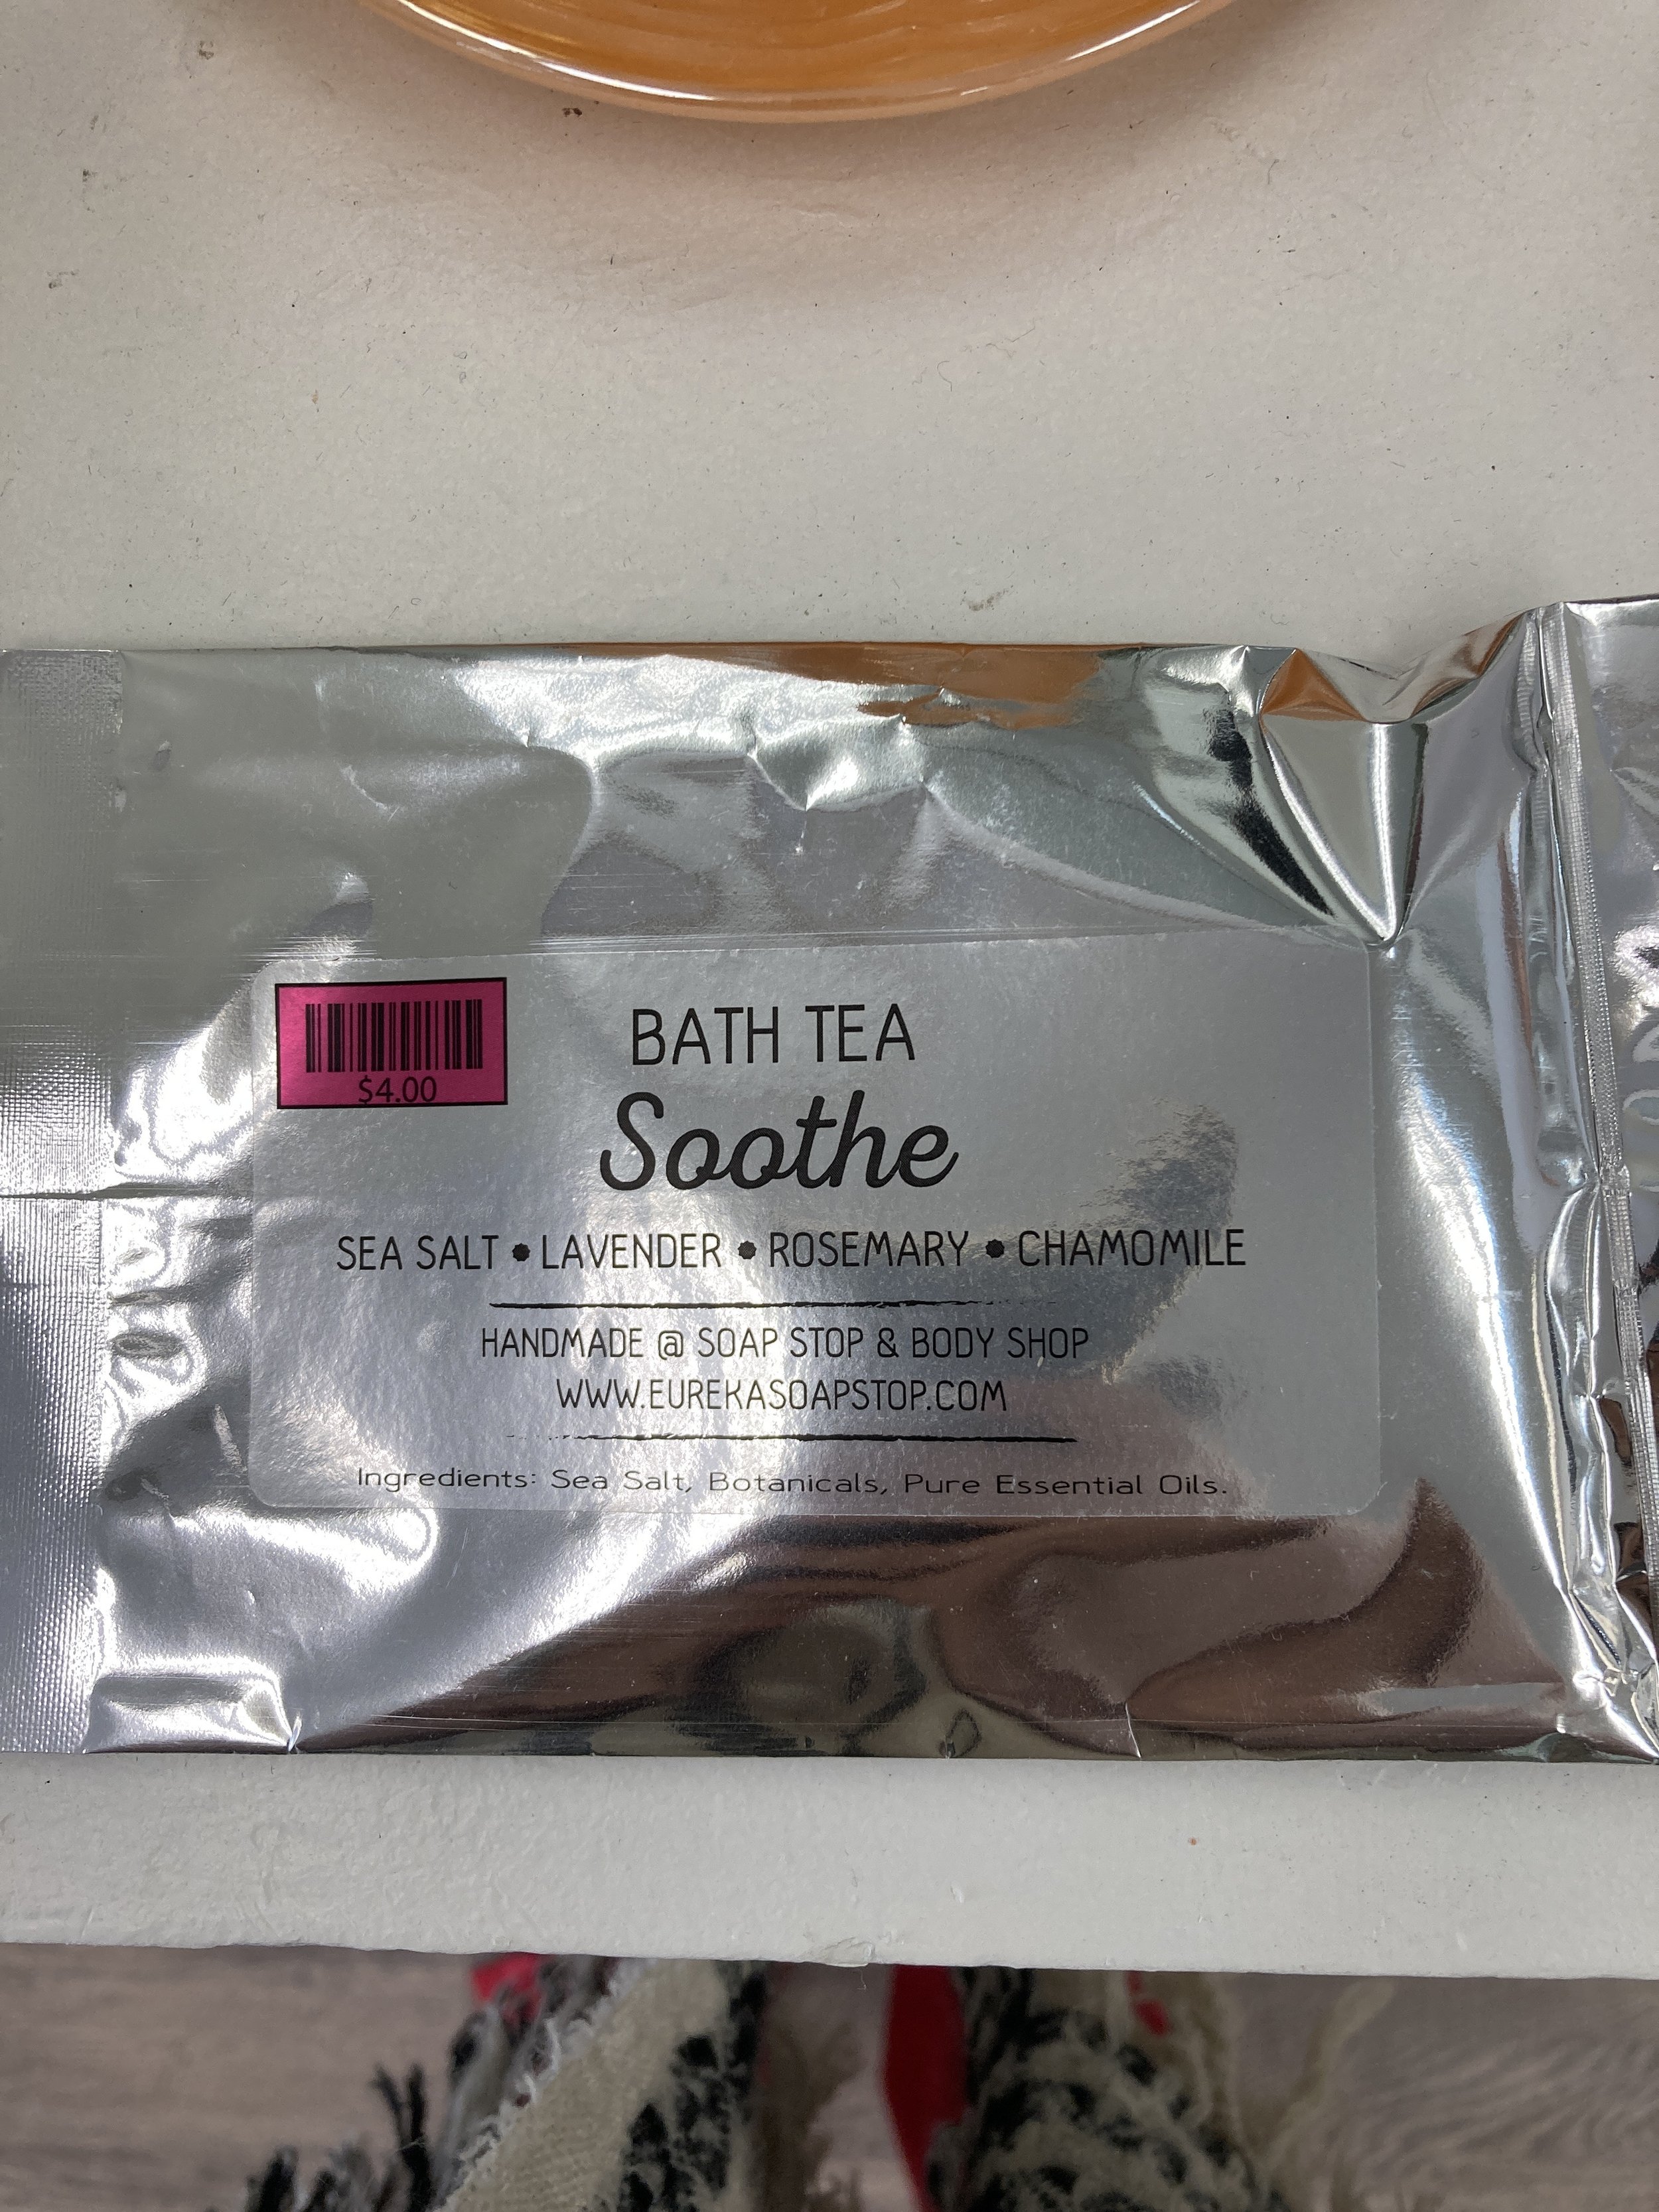 $4.00
BATH TEA
Soothe
SEA SALT • LAVENDER • ROSEMARY • CHAMOMILE
HANDMADE @ SOAP STOP & BODY SHOP
WWW.EUREKASOAPSTOP.COM
Ingredients: Sea Salt, Botanicals, Pure Essential Oils.